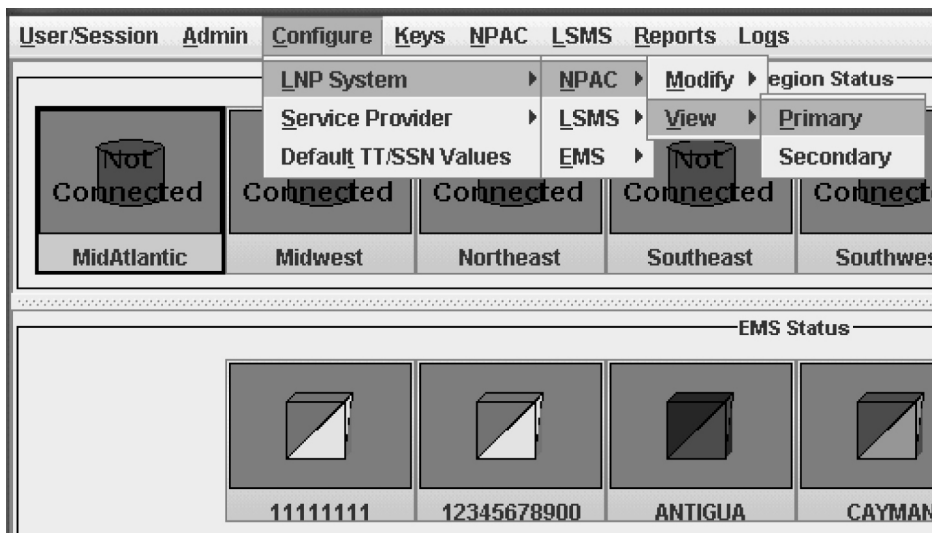 User/Session Admin Configure Keys NPAC LSMS Reports Logs
LNP System NPAC Modify egion Status
Service Provider LSMS View Primary
Default TT/SSN Values EMS Secondary
Not Not
Connected Connected Connected Connected Connect
MidAtlantic Midwest Northeast Southeast Southwes
EMS Status
11111111 12345678900 ANTIGUA CAYMAN